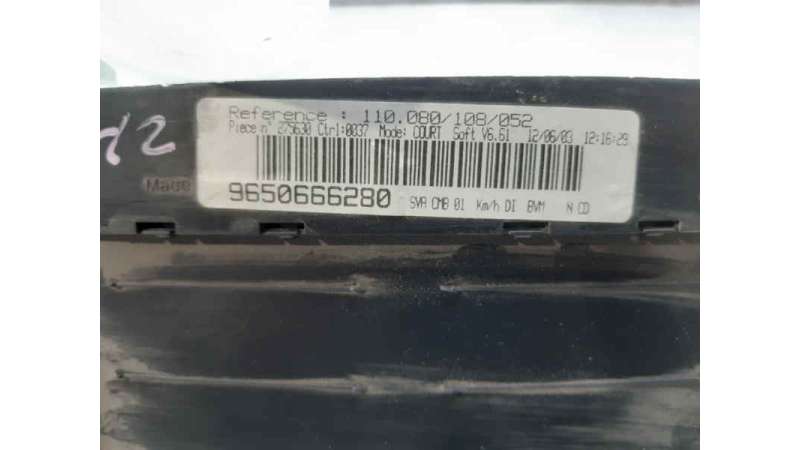 Reference : 110.080/108/052
Piece n° 275630 Ctrl:0037 Mode: COURT Soft V6.61 12/06/03 12:16:29
Made
9650666280 SVR CMB 01 Km/h DI BVM N CD